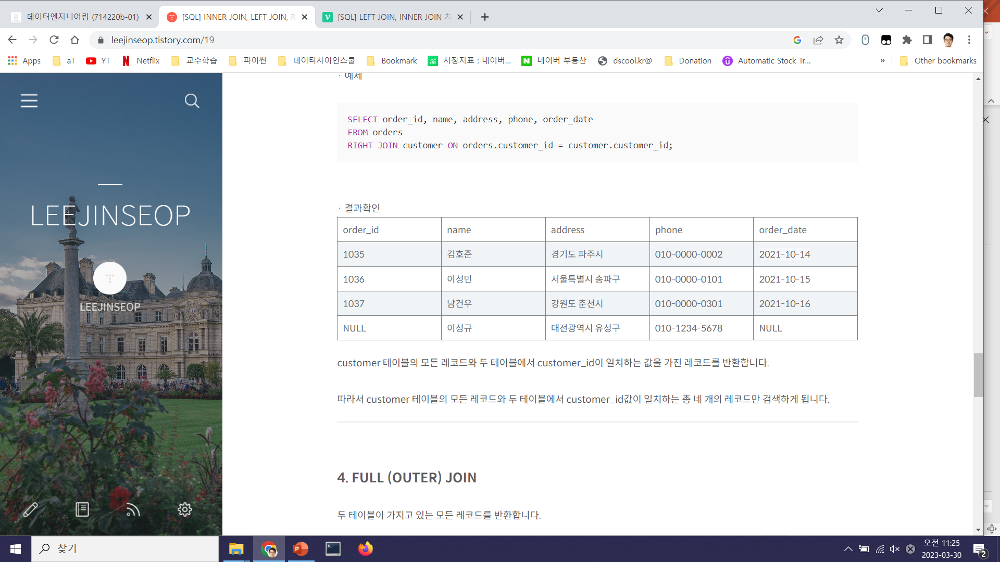 데이터엔지니어링 (714220b-01)
[SQL] INNER JOIN, LEFT JOIN, R
[SQL] LEFT JOIN, INNER JOIN 차
leejinseop.tistory.com/19
Apps
aT
YT
Netflix
교수학습
파이썬
데이터사이언스쿨
Bookmark
시장지표 : 네이버...
네이버 부동산
dscool.kr@
Donation
Automatic Stock Tr...
»
Other bookmarks
LEEJINSEOP
LEEJINSEOP
· 예제
SELECT order_id, name, address, phone, order_date
FROM orders
RIGHT JOIN customer ON orders.customer_id = customer.customer_id;
· 결과확인
order_id name address phone order_date
1035 김호준 경기도 파주시 010-0000-0002 2021-10-14
1036 이성민 서울특별시 송파구 010-0000-0101 2021-10-15
1037 남건우 강원도 춘천시 010-0000-0301 2021-10-16
NULL 이성규 대전광역시 유성구 010-1234-5678 NULL
customer 테이블의 모든 레코드와 두 테이블에서 customer_id이 일치하는 값을 가진 레코드를 반환합니다.
따라서 customer 테이블의 모든 레코드와 두 테이블에서 customer_id값이 일치하는 총 네 개의 레코드만 검색하게 됩니다.
4. FULL (OUTER) JOIN
두 테이블이 가지고 있는 모든 레코드를 반환합니다.
찾기
오전 11:25
2023-03-30
2